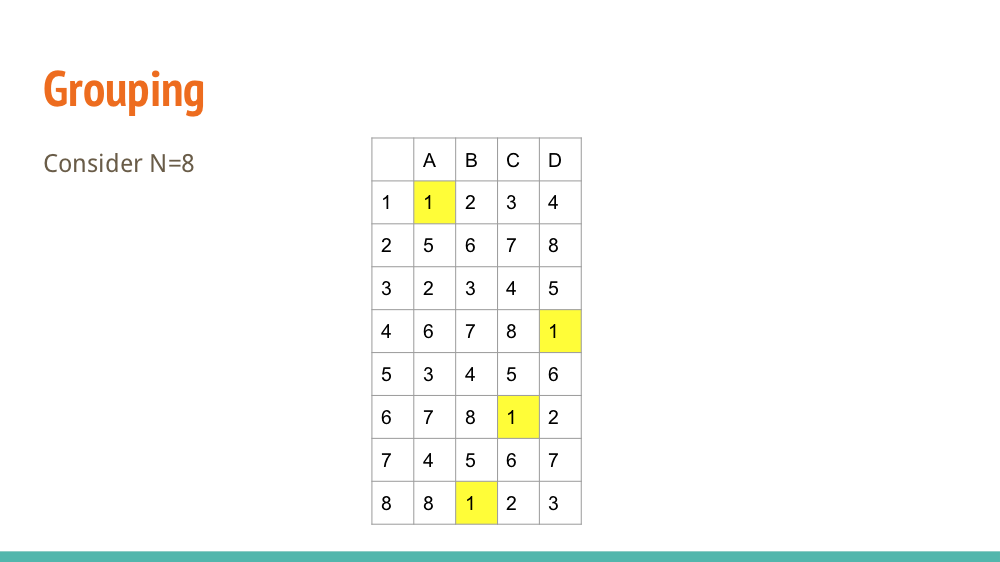 Grouping
Consider N=8
A B C D
1 1 2 3 4
2 5 6 7 8
3 2 3 4 5
4 6 7 8 1
5 3 4 5 6
6 7 8 1 2
7 4 5 6 7
8 8 1 2 3